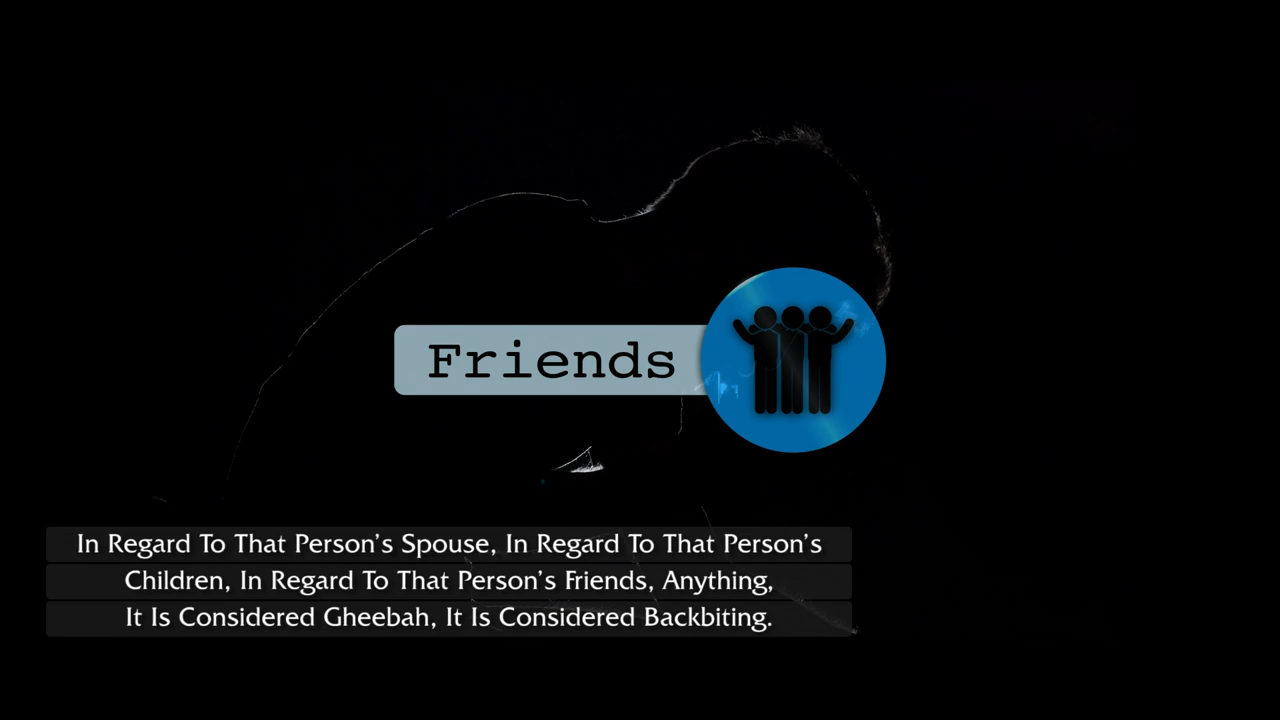 Friends
In Regard To That Person's Spouse, In Regard To That Person's
Children, In Regard To That Person's Friends, Anything,
It Is Considered Gheebah, It Is Considered Backbiting.